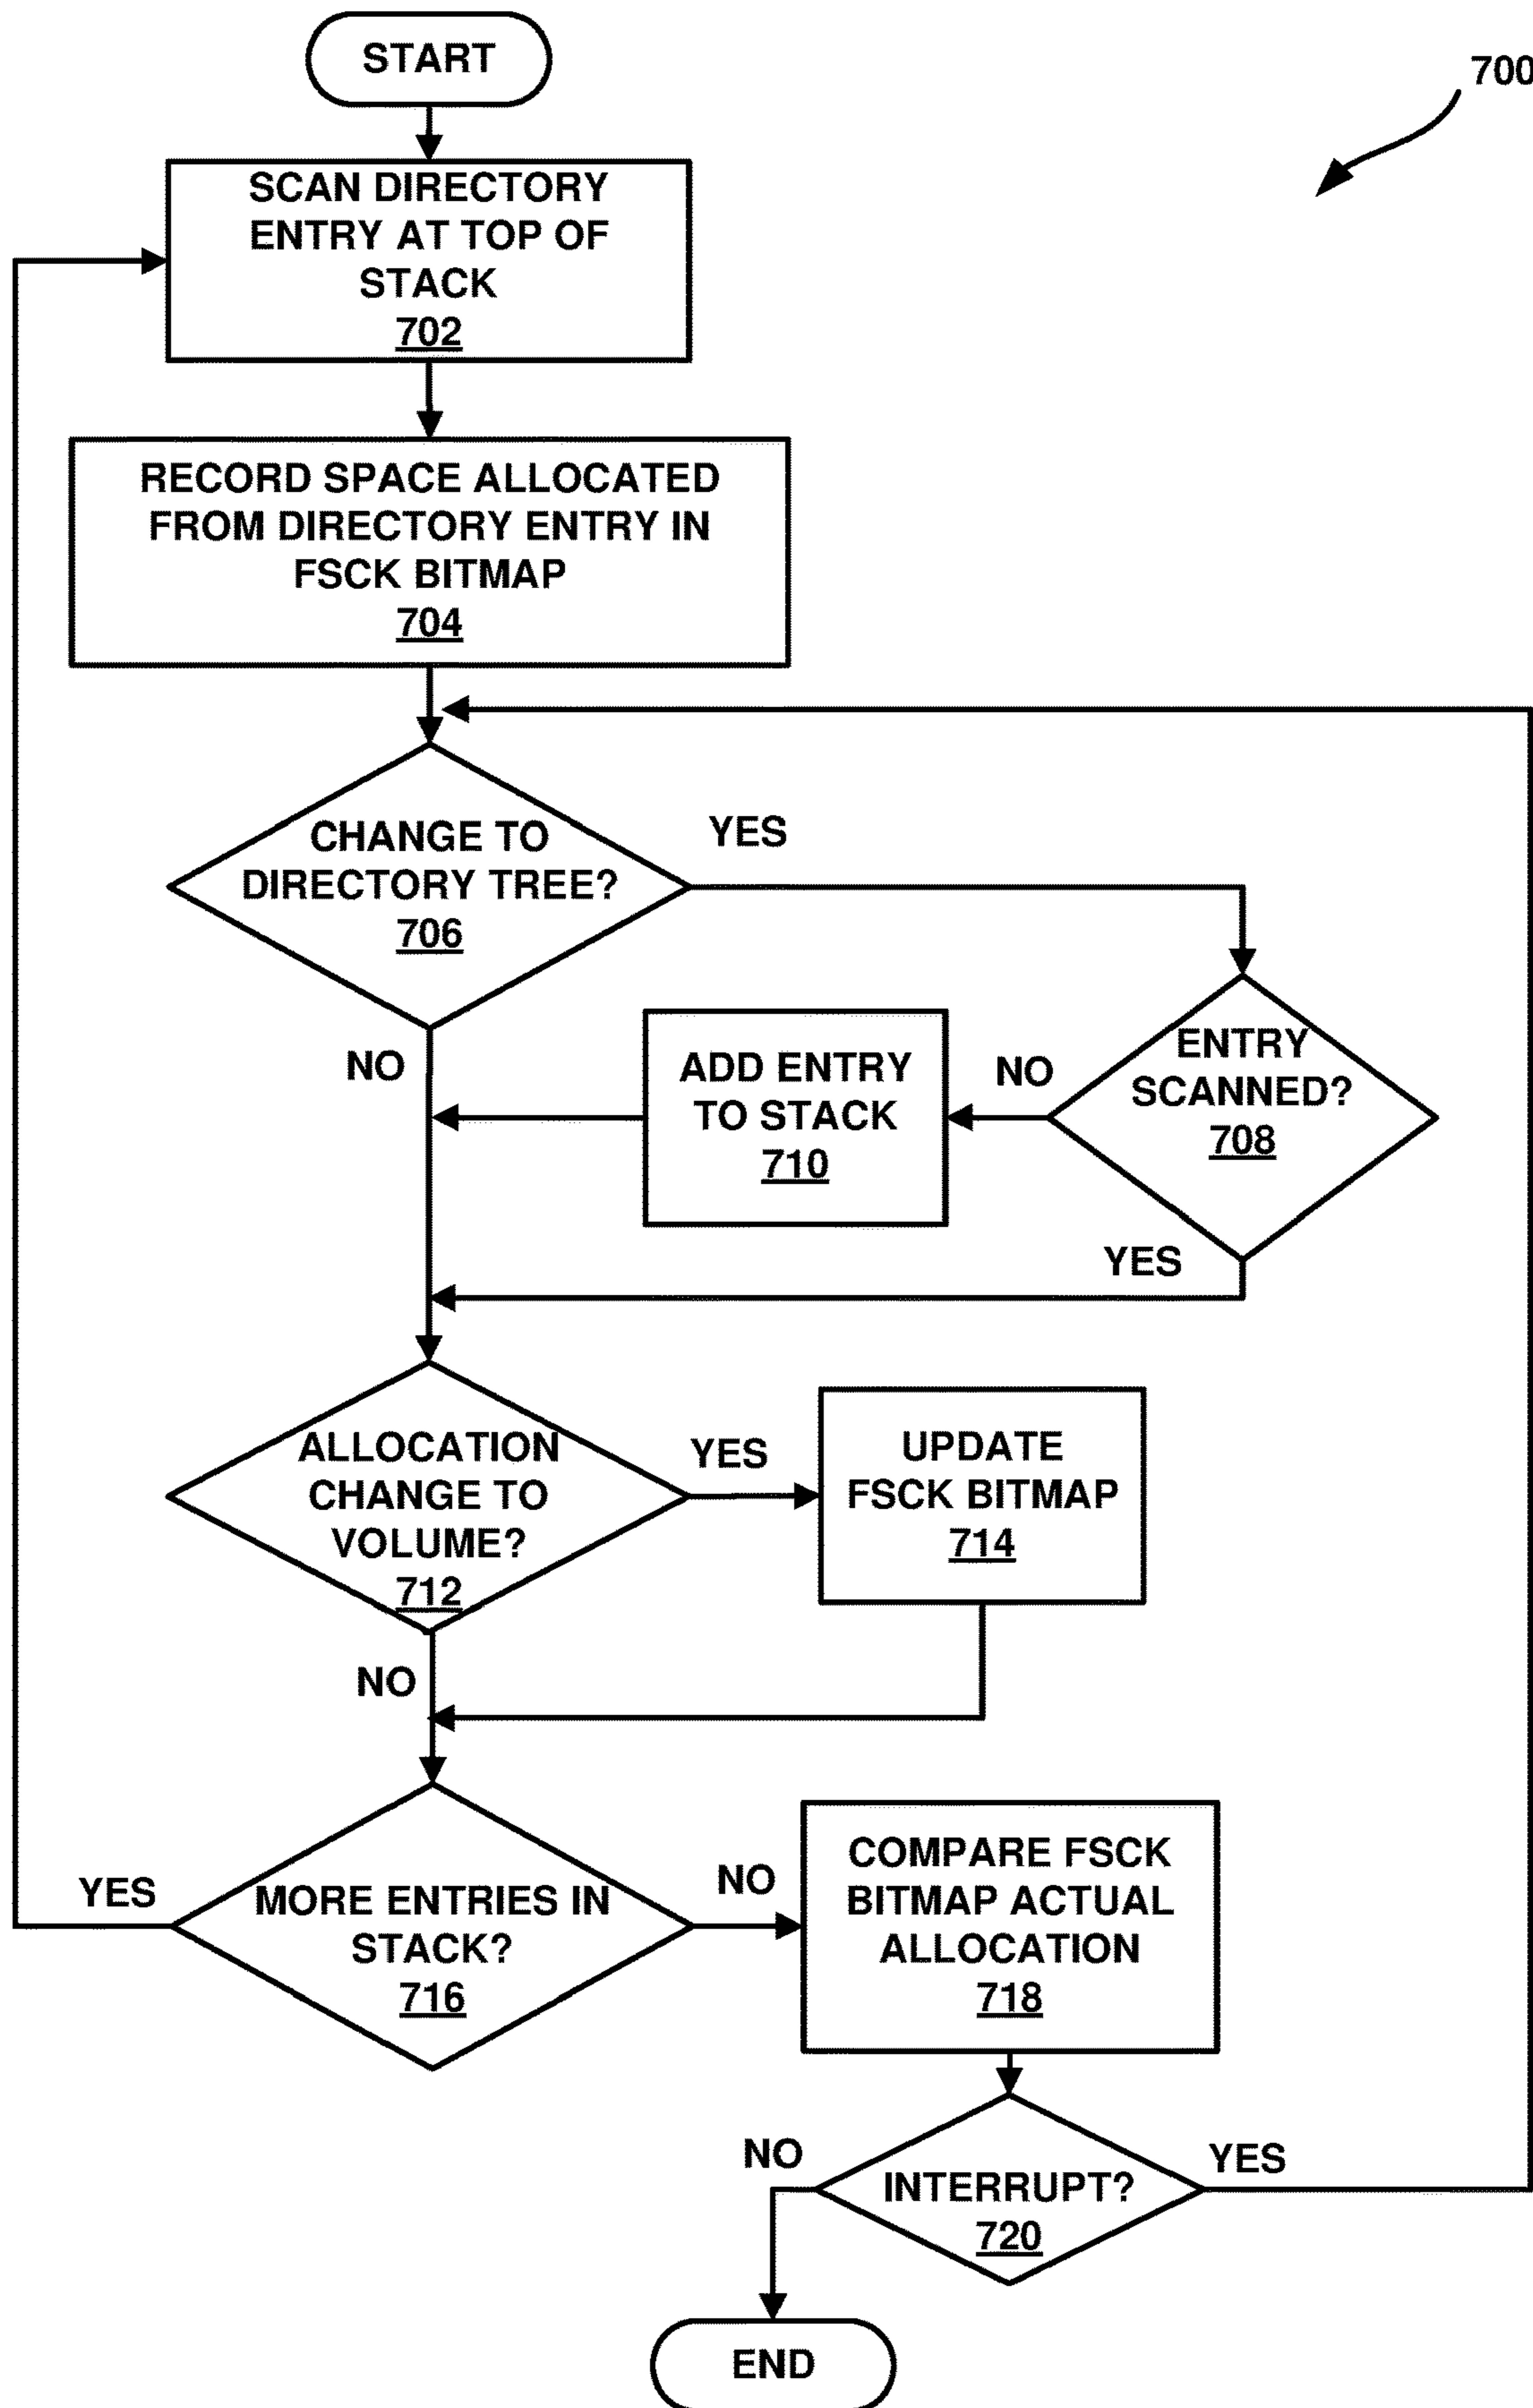 START
700
SCAN DIRECTORY
ENTRY AT TOP OF
STACK
702
RECORD SPACE ALLOCATED
FROM DIRECTORY ENTRY IN
FSCK BITMAP
704
CHANGE TO
DIRECTORY TREE?
706
YES
NO
ENTRY
SCANNED?
708
NO
ADD ENTRY
TO STACK
710
YES
ALLOCATION
CHANGE TO
VOLUME?
712
YES
UPDATE
FSCK BITMAP
714
NO
MORE ENTRIES IN
STACK?
716
YES
NO
COMPARE FSCK
BITMAP ACTUAL
ALLOCATION
718
INTERRUPT?
720
NO
YES
END